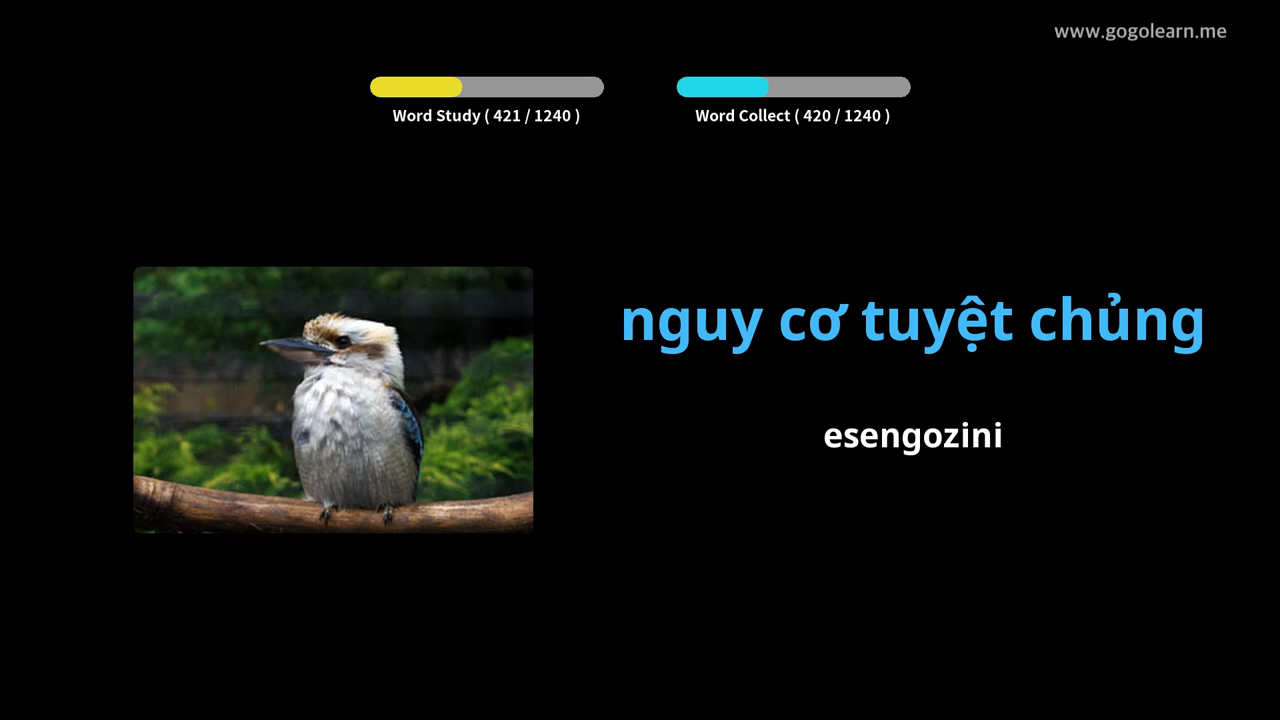 www.gogolearn.me
Word Study ( 421 / 1240 )
Word Collect ( 420 / 1240 )
nguy cơ tuyệt chủng
esengozini